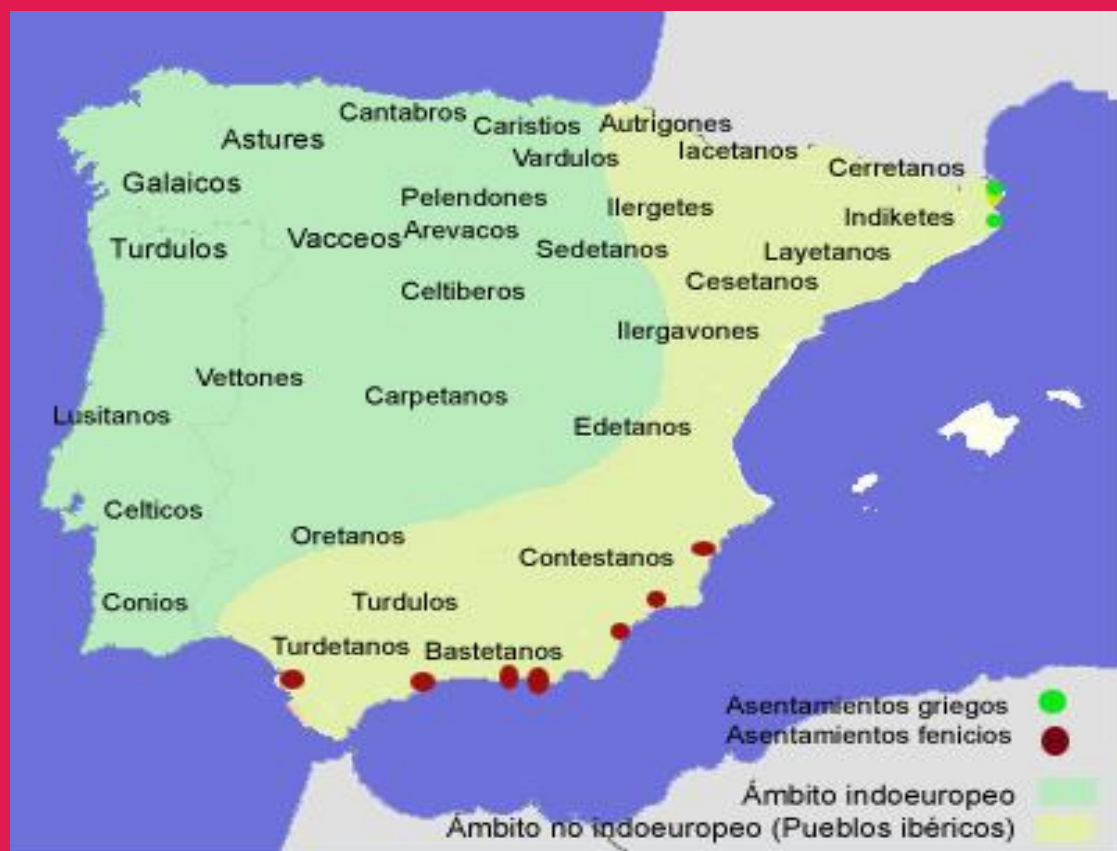 Cantabros
Caristios
Autrigones
Astures
Vardulos
Iacetanos
Cerretanos
Galaicos
Pelendones
Ilergetes
Indiketes
Turdulos
Vacceos
Arevacos
Sedetanos
Layetanos
Celtiberos
Cesetanos
Ilergavones
Vettones
Carpetanos
Lusitanos
Edetanos
Celticos
Oretanos
Contestanos
Conios
Turdulos
Turdetanos
Bastetanos
Asentamientos griegos
Asentamientos fenicios
Ámbito indoeuropeo
Ámbito no indoeuropeo (Pueblos ibéricos)